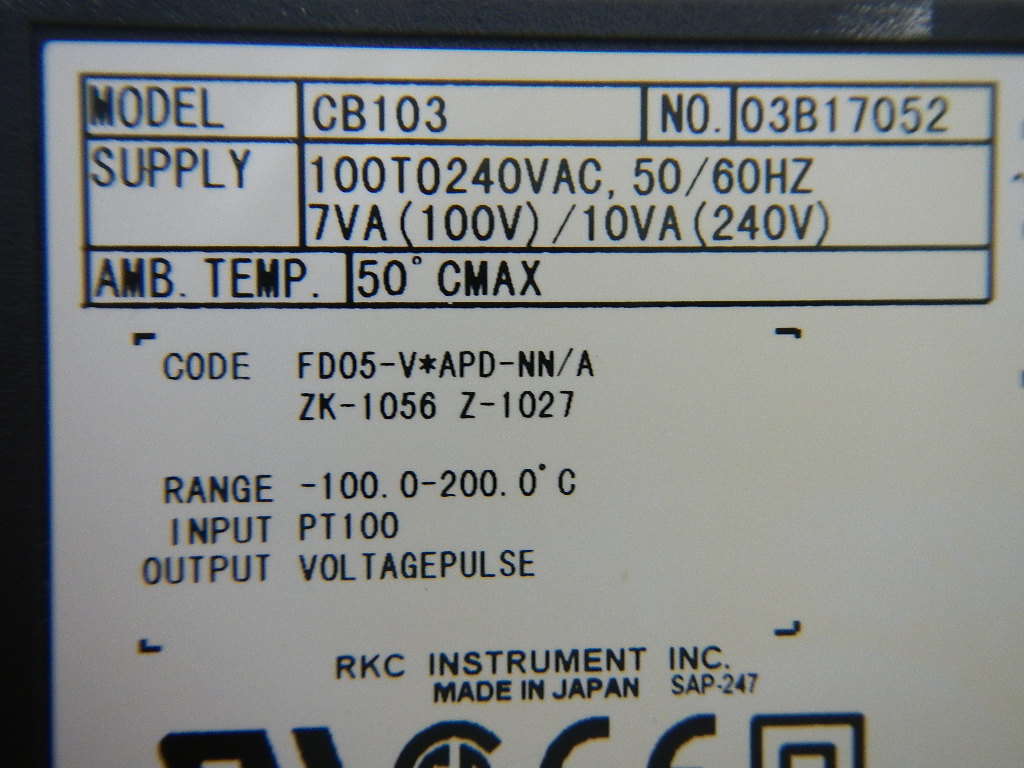 MODEL CB103 NO. 03B17052
SUPPLY 100TO240VAC, 50/60HZ
7VA(100V)/10VA(240V)
AMB. TEMP. 50°CMAX
CODE FD05-V*APD-NN/A
ZK-1056 Z-1027
RANGE -100.0-200.0°C
INPUT PT100
OUTPUT VOLTAGEPULSE
RKC INSTRUMENT INC.
MADE IN JAPAN SAP-247